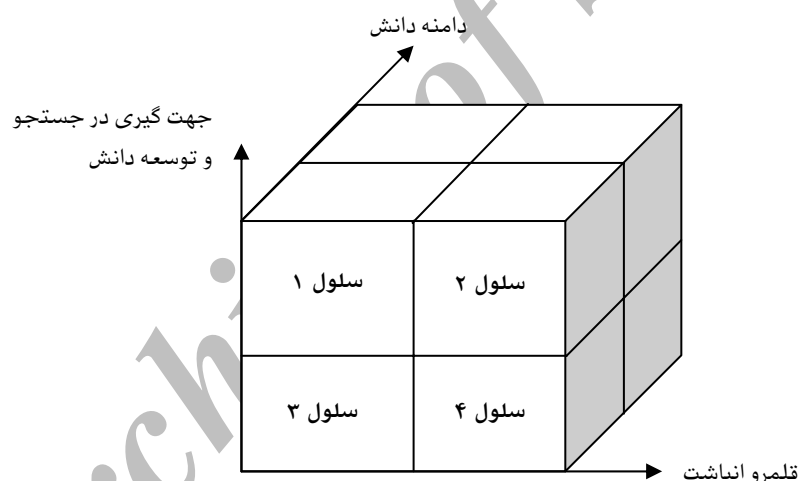 دامنه دانش
جهت گیری در جستجو
و توسعه دانش
سلول ۱
سلول ۲
سلول ۳
سلول ۴
قلمرو انباشت